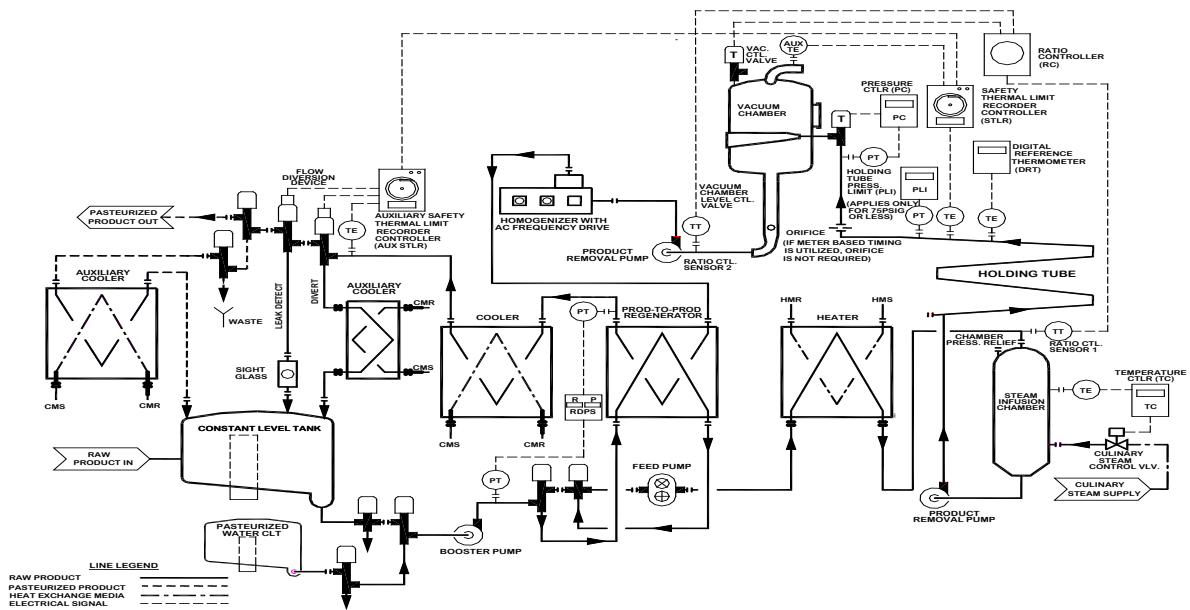 RATIO
CONTROLLER
(RC)
VAC.
CTL.
VALVE
T
AUX
TE
PRESSURE
CTLR (PC)
PC
SAFETY
THERMAL LIMIT
RECORDER
CONTROLLER
(STLR)
VACUUM
CHAMBER
T
PT
DIGITAL
REFERENCE
THERMOMETER
(DRT)
HOLDING
TUBE
PRESS.
LIMIT (PLI)
(APPLIES ONLY
FOR 75PSIG
OR LESS)
PLI
PT
TE
TE
FLOW
DIVERSION
DEVICE
AUXILIARY SAFETY
THERMAL LIMIT
RECORDER
CONTROLLER
(AUX STLR)
TE
PASTEURIZED
PRODUCT OUT
HOMOGENIZER WITH
AC FREQUENCY DRIVE
VACUUM
CHAMBER
LEVEL CTL.
VALVE
TT
PRODUCT
REMOVAL PUMP
RATIO CTL.
SENSOR 2
ORIFICE
(IF METER BASED TIMING
IS UTILIZED, ORIFICE
IS NOT REQUIRED)
HOLDING TUBE
AUXILIARY
COOLER
WASTE
LEAK DETECT
DIVERT
AUXILIARY
COOLER
CMR
CMS
COOLER
PT
PROD-TO-PROD
REGENERATOR
HMR
HMS
HEATER
CHAMBER
PRESS. RELIEF
TT
RATIO CTL.
SENSOR 1
SIGHT
GLASS
CMS
CMR
CMS
CMR
R P
RDPS
STEAM
INFUSION
CHAMBER
TE
TEMPERATURE
CTLR (TC)
TC
CULINARY
STEAM
CONTROL VLV.
CULINARY
STEAM SUPPLY
CONSTANT LEVEL TANK
RAW
PRODUCT IN
PT
FEED PUMP
PRODUCT
REMOVAL PUMP
PASTEURIZED
WATER CLT
BOOSTER PUMP
LINE LEGEND
RAW PRODUCT
PASTEURIZED PRODUCT
HEAT EXCHANGE MEDIA
ELECTRICAL SIGNAL